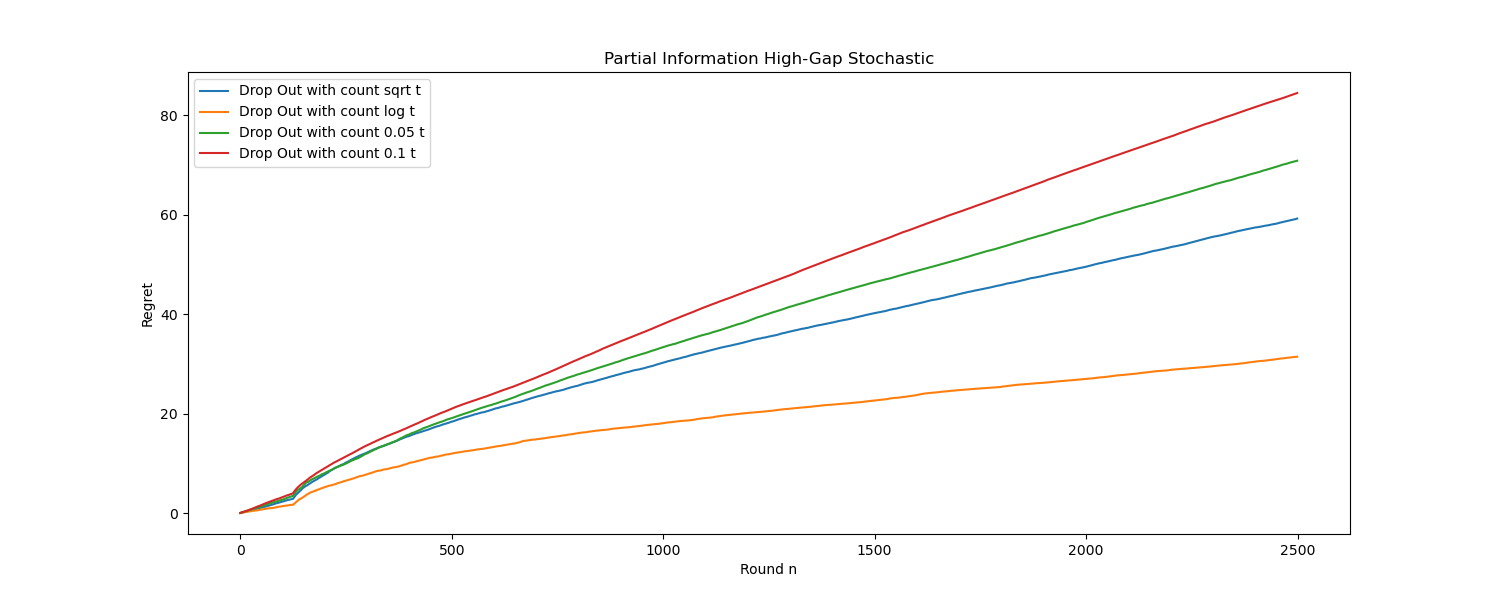 Partial Information High-Gap Stochastic
Drop Out with count sqrt t
Drop Out with count log t
Drop Out with count 0.05 t
Drop Out with count 0.1 t
Regret
80
60
40
20
0
0 500 1000 1500 2000 2500
Round n